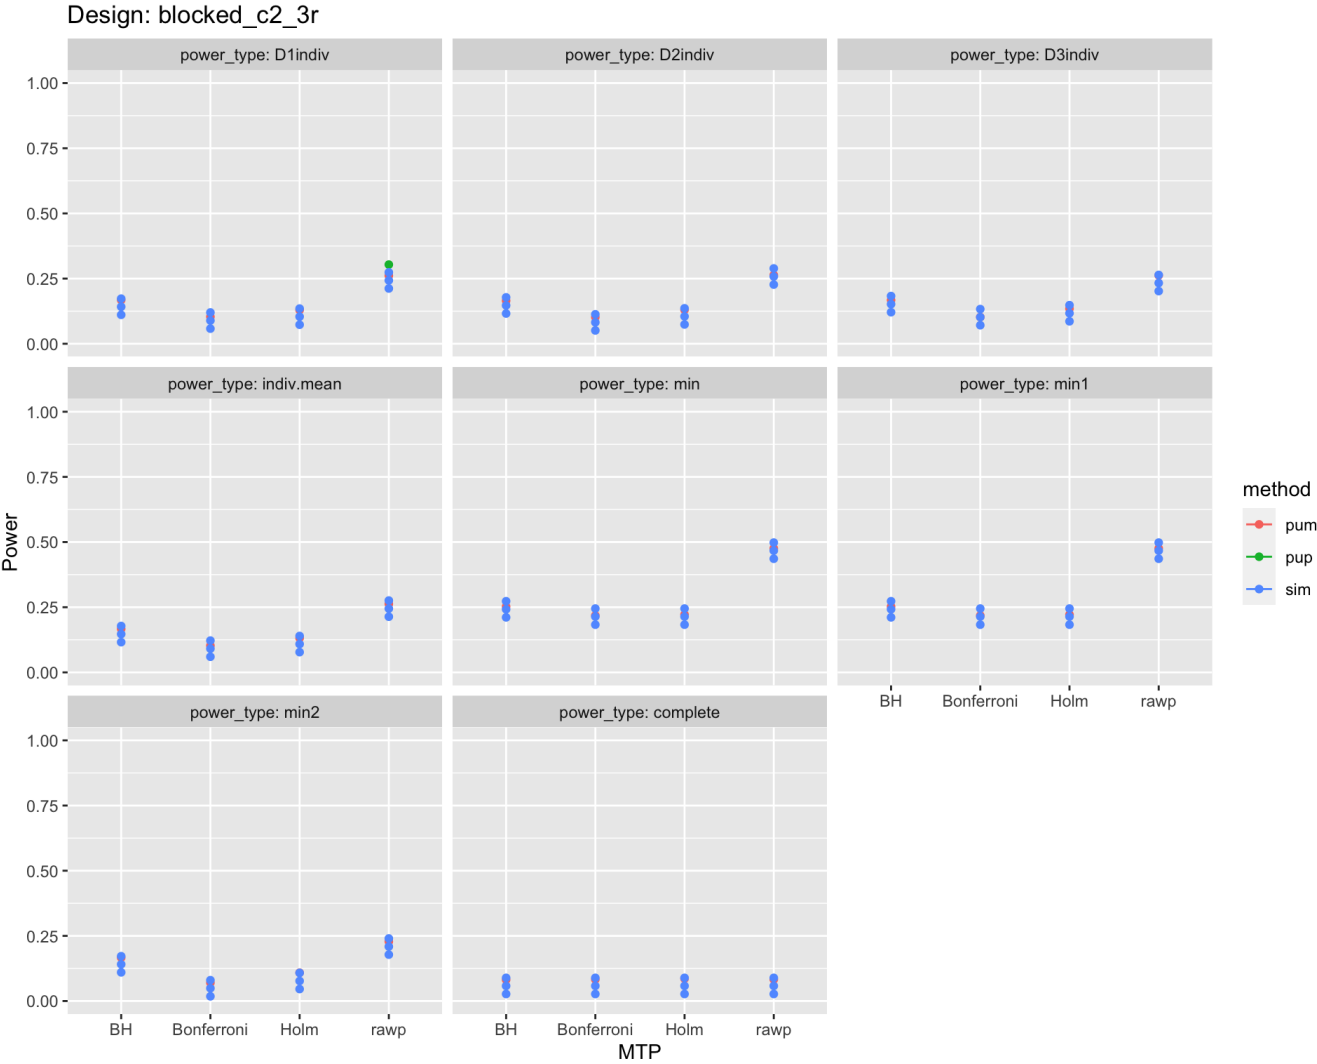 Design: blocked_c2_3r
power_type: D1indiv
power_type: D2indiv
power_type: D3indiv
1.00
0.75
0.50
0.25
0.00
power_type: indiv.mean
power_type: min
power_type: min1
1.00
0.75
0.50
0.25
0.00
BH Bonferroni Holm rawp
power_type: min2
power_type: complete
1.00
0.75
0.50
0.25
0.00
BH Bonferroni Holm rawp
BH Bonferroni Holm rawp
MTP
Power
method
pum
pup
sim